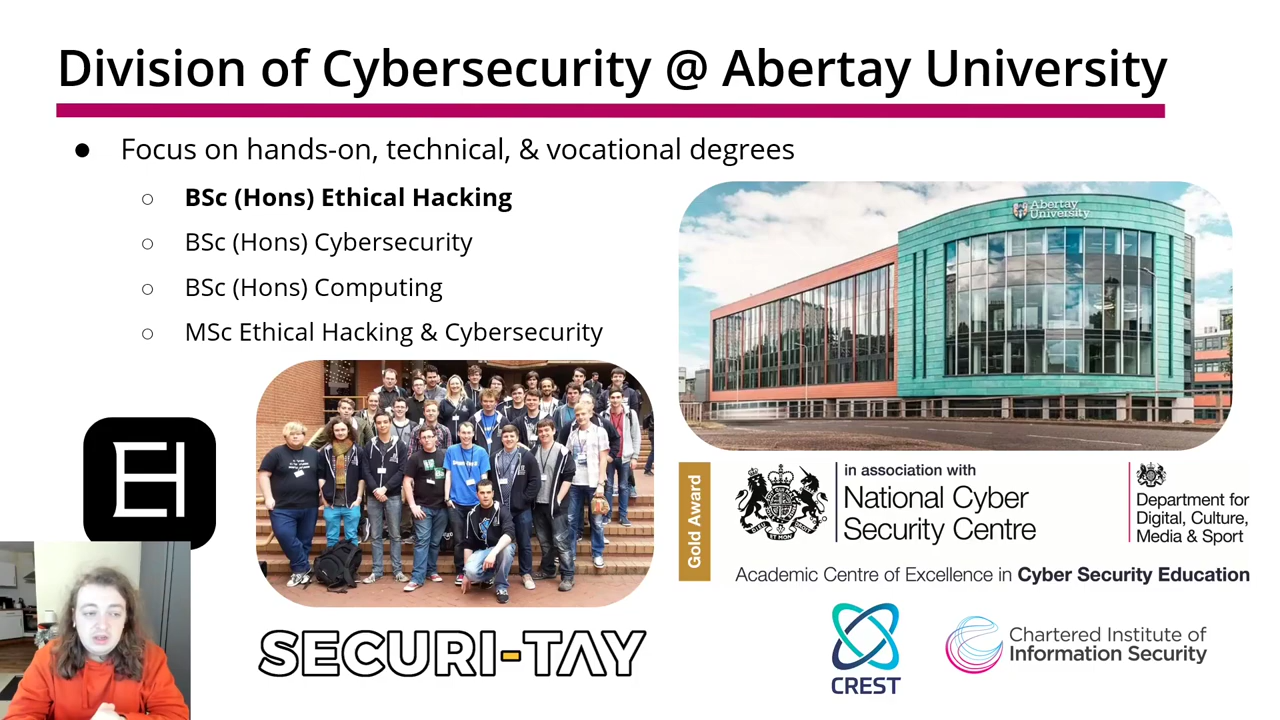 Division of Cybersecurity @ Abertay University
● Focus on hands-on, technical, & vocational degrees
○ BSc (Hons) Ethical Hacking
○ BSc (Hons) Cybersecurity
○ BSc (Hons) Computing
○ MSc Ethical Hacking & Cybersecurity
Abertay
University
EH
SECURI-TAY
Gold Award
in association with
National Cyber
Security Centre
Department for
Digital, Culture,
Media & Sport
Academic Centre of Excellence in Cyber Security Education
CREST
Chartered Institute of
Information Security